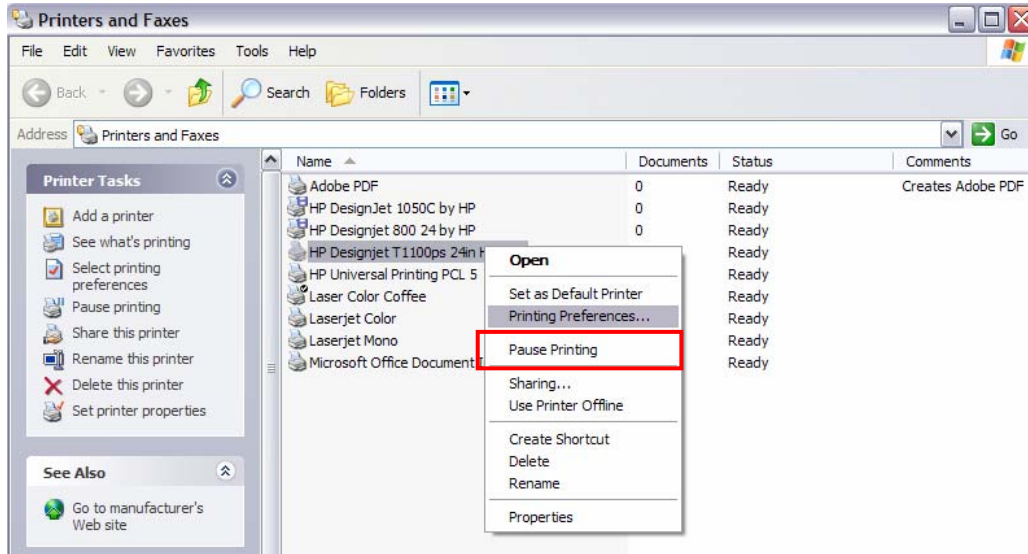 Printers and Faxes
File Edit View Favorites Tools Help
Back Search Folders
Address Printers and Faxes Go
Printer Tasks
Add a printer
See what's printing
Select printing
preferences
Pause printing
Share this printer
Rename this printer
Delete this printer
Set printer properties
See Also
Go to manufacturer's
Web site
Name Documents Status Comments
Adobe PDF 0 Ready Creates Adobe PDF
HP DesignJet 1050C by HP 0 Ready
HP Designjet 800 24 by HP 0 Ready
HP Designjet T1100ps 24in Ready
HP Universal Printing PCL 5 Ready
Laser Color Coffee Ready
Laserjet Color Ready
Laserjet Mono Ready
Microsoft Office Document Ready
Open
Set as Default Printer
Printing Preferences...
Pause Printing
Sharing...
Use Printer Offline
Create Shortcut
Delete
Rename
Properties